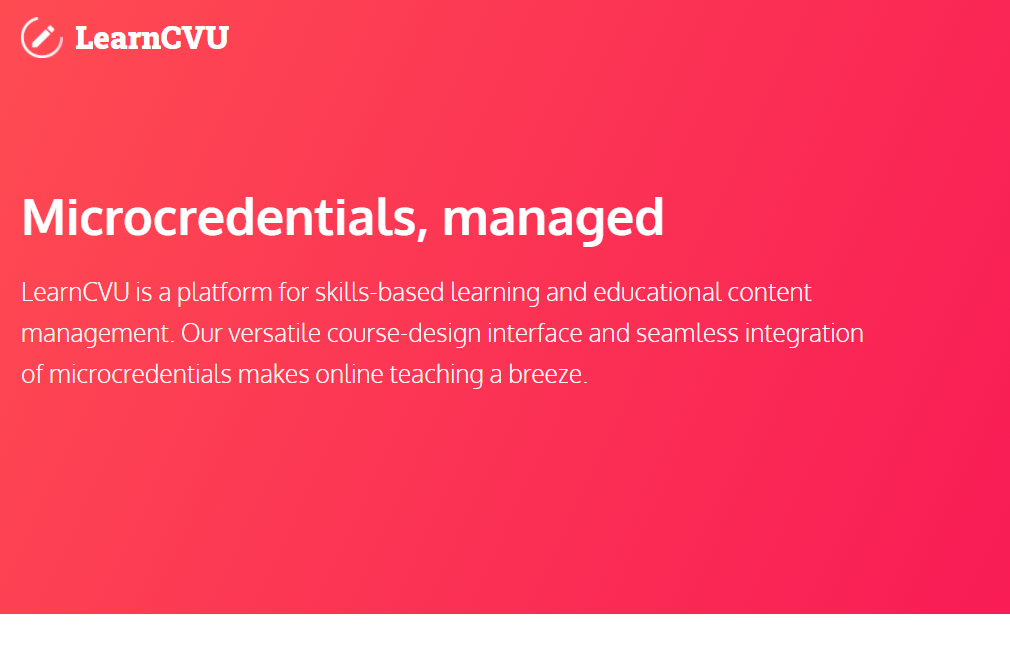 LearnCVU
Microcredentials, managed
LearnCVU is a platform for skills-based learning and educational content
management. Our versatile course-design interface and seamless integration
of microcredentials makes online teaching a breeze.